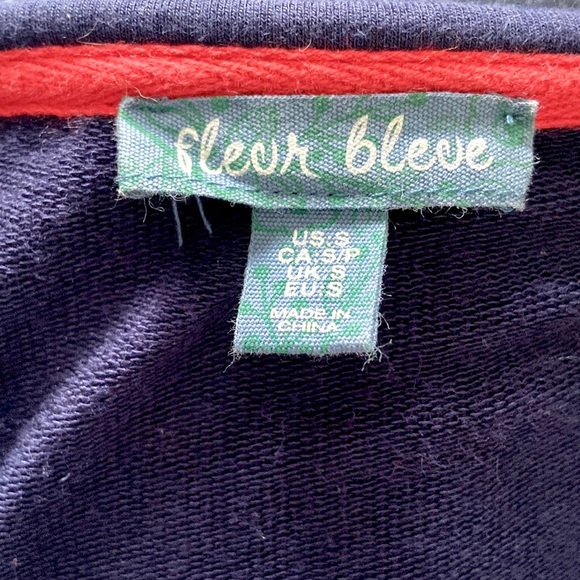 fleur bleue
US: S
CA: S/P
UK: S
EU: S
MADE IN
CHINA